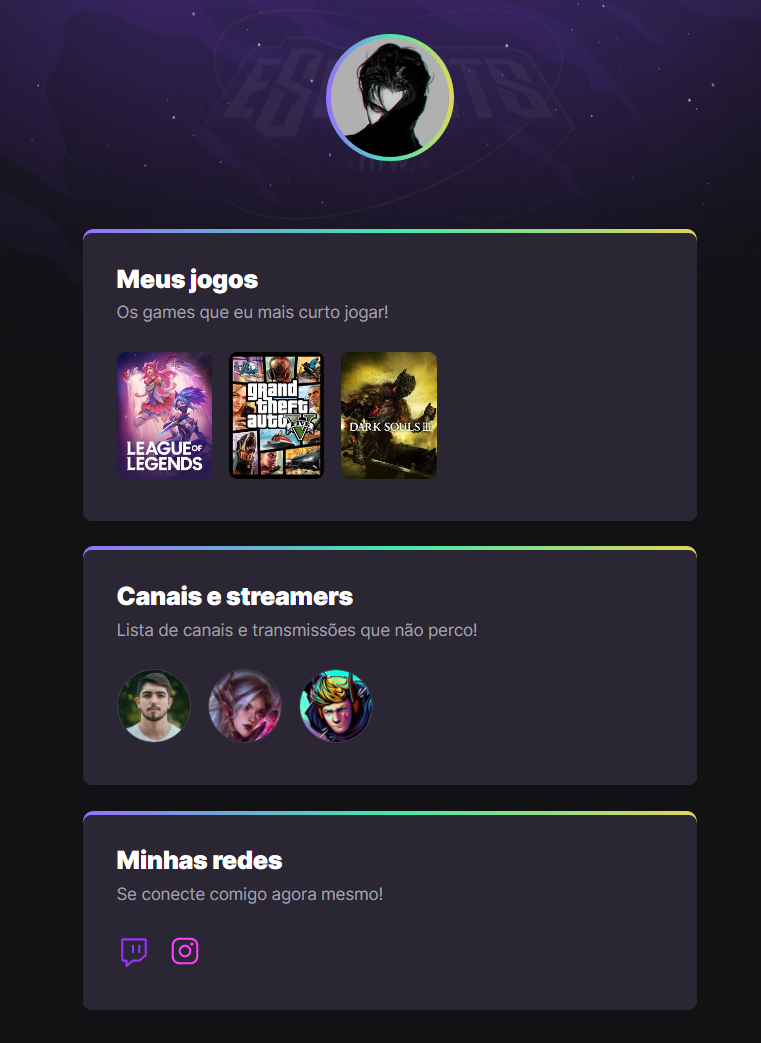 Meus jogos
Os games que eu mais curto jogar!
LEAGUE OF
LEGENDS
grand
theft
auto V
FIVE
DARK SOULS III
Canais e streamers
Lista de canais e transmissões que não perco!
Minhas redes
Se conecte comigo agora mesmo!